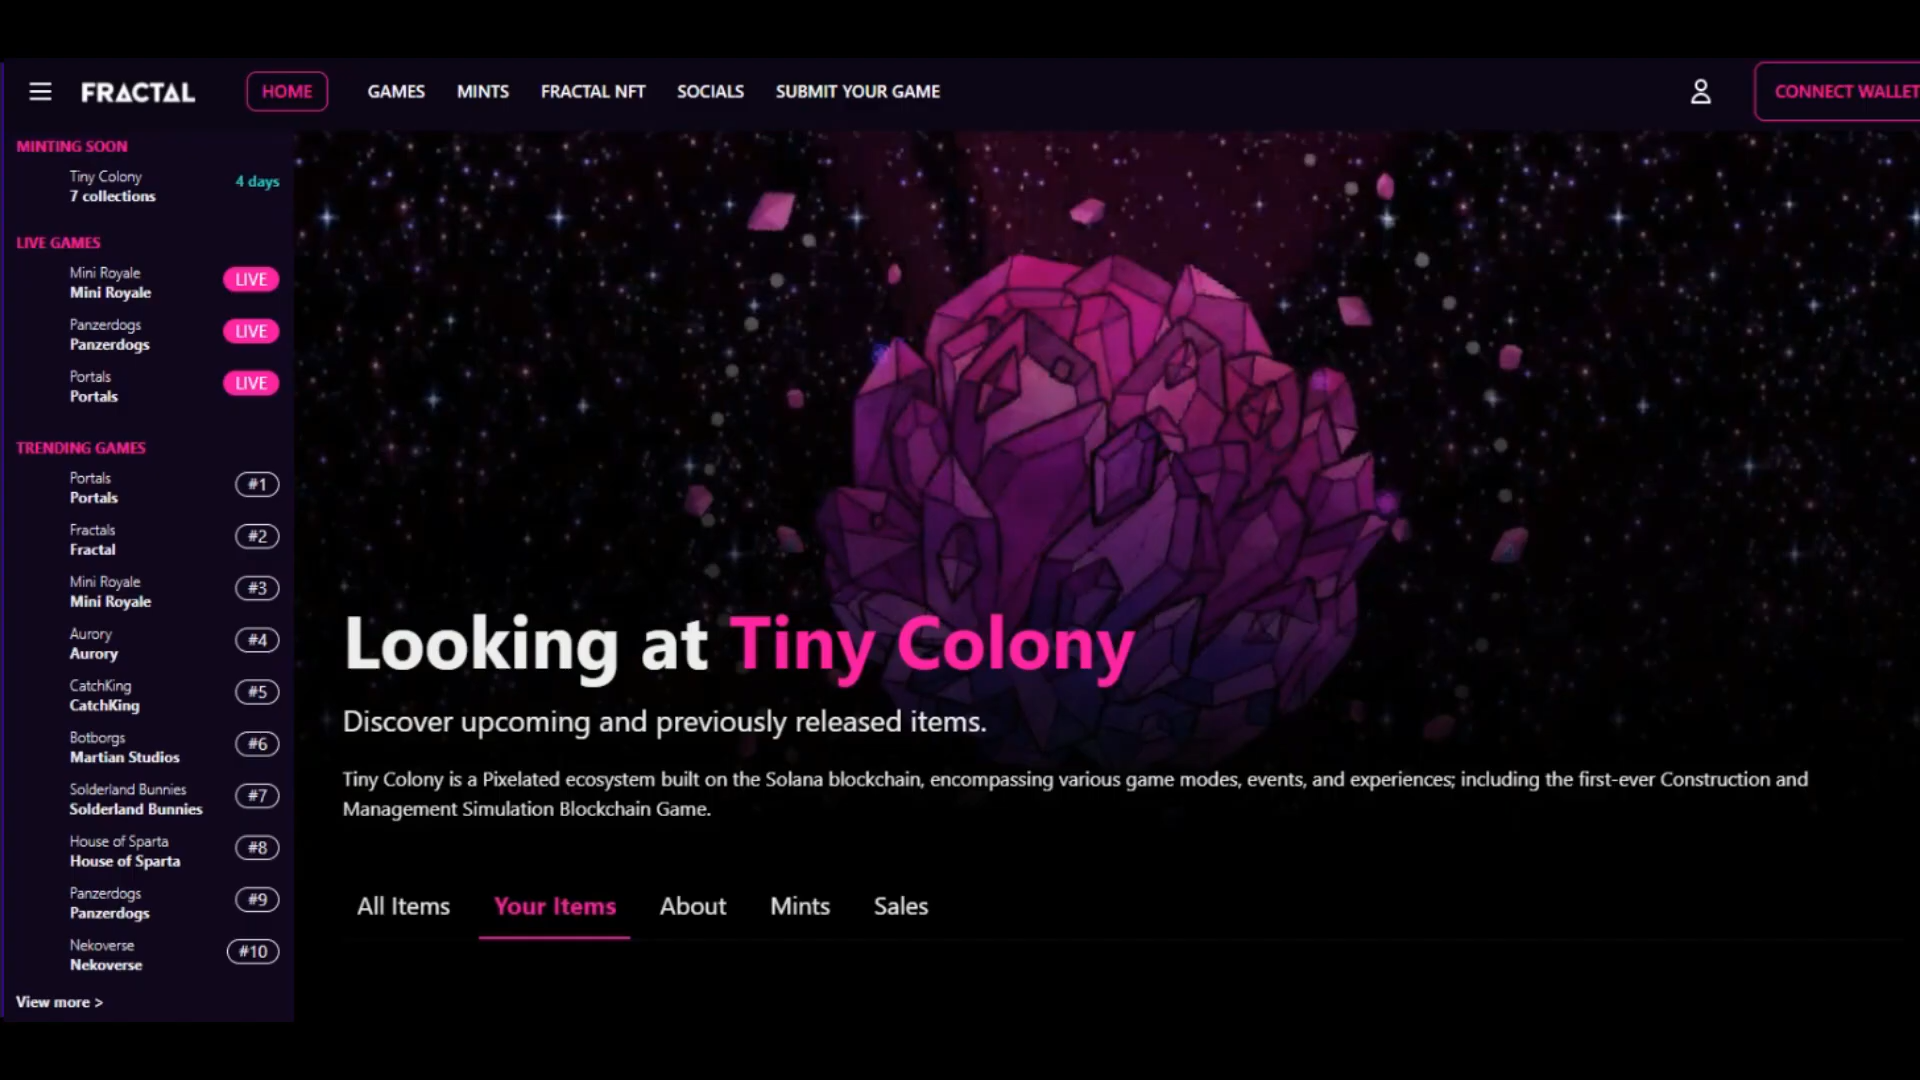 FRACTAL
HOME
GAMES
MINTS
FRACTAL NFT
SOCIALS
SUBMIT YOUR GAME
CONNECT WALLET
MINTING SOON
Tiny Colony
7 collections
4 days
LIVE GAMES
Mini Royale
Mini Royale
LIVE
Panzerdogs
Panzerdogs
LIVE
Portals
Portals
LIVE
TRENDING GAMES
Portals
Portals
#1
Fractals
Fractal
#2
Mini Royale
Mini Royale
#3
Aurory
Aurory
#4
CatchKing
CatchKing
#5
Botborgs
Martian Studios
#6
Solderland Bunnies
Solderland Bunnies
#7
House of Sparta
House of Sparta
#8
Panzerdogs
Panzerdogs
#9
Nekoverse
Nekoverse
#10
View more >
Looking at Tiny Colony
Discover upcoming and previously released items.
Tiny Colony is a Pixelated ecosystem built on the Solana blockchain, encompassing various game modes, events, and experiences; including the first-ever Construction and
Management Simulation Blockchain Game.
All Items
Your Items
About
Mints
Sales